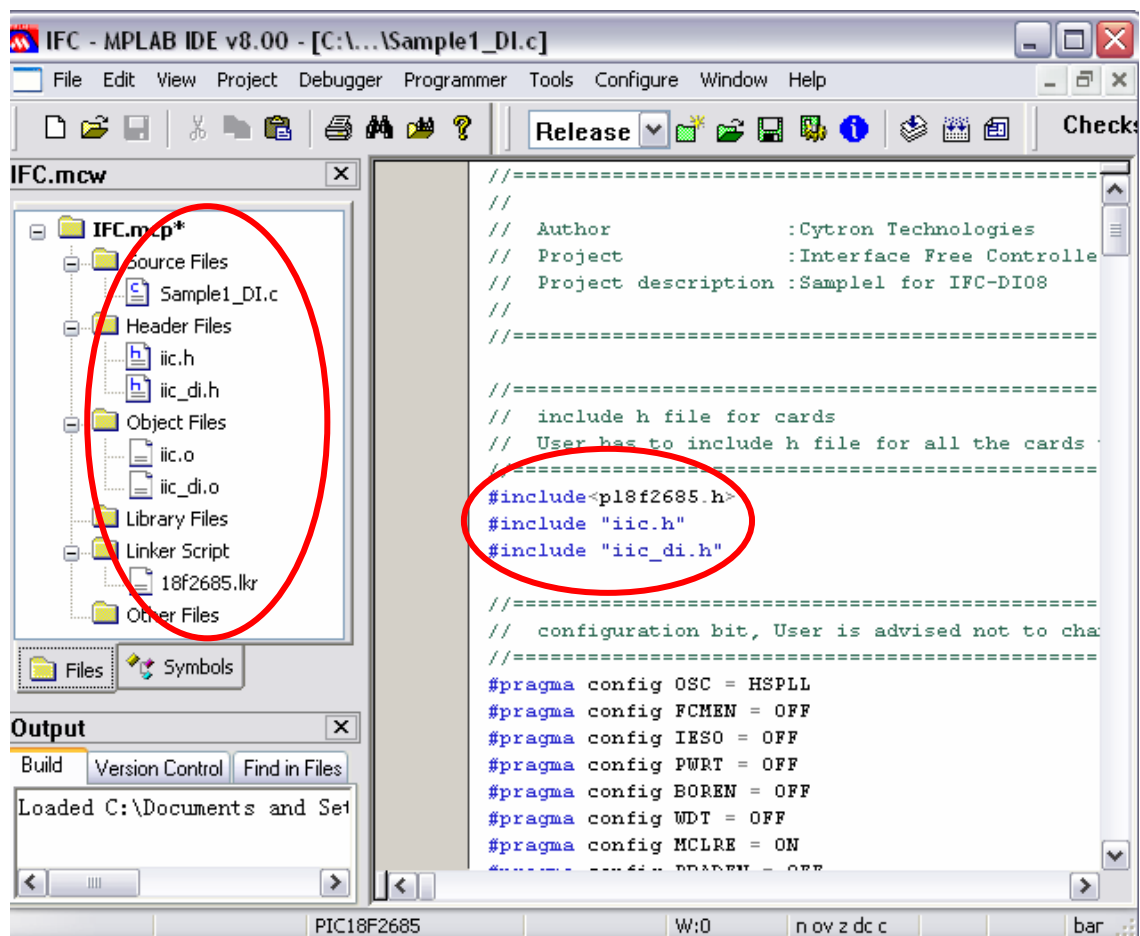 IFC - MPLAB IDE v8.00 - [C:\...\Sample1_DI.c]
File Edit View Project Debugger Programmer Tools Configure Window Help
Release Checks
IFC.mcw
IFC.mcp*
Source Files
Sample1_DI.c
Header Files
iic.h
iic_di.h
Object Files
iic.o
iic_di.o
Library Files
Linker Script
18f2685.lkr
Other Files
Files Symbols
Output
Build Version Control Find in Files
Loaded C:\Documents and Set
//===============================================
//
// Author :Cytron Technologies
// Project :Interface Free Controlle
// Project description :Sample1 for IFC-DI08
//
//===============================================
//===============================================
// include h file for cards
// User has to include h file for all the cards
//===============================================
#include<p18f2685.h>
#include "iic.h"
#include "iic_di.h"
//===============================================
// configuration bit, User is advised not to cha
//===============================================
#pragma config OSC = HSPLL
#pragma config FCMEN = OFF
#pragma config IESO = OFF
#pragma config PWRT = OFF
#pragma config BOREN = OFF
#pragma config WDT = OFF
#pragma config MCLRE = ON
PIC18F2685 W:0 n ov z dc c bar